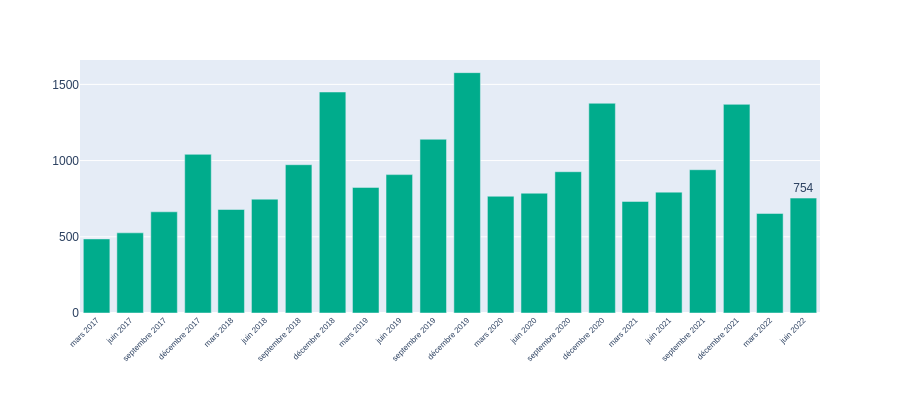 1500
1000
500
0
754
mars 2017
juin 2017
septembre 2017
décembre 2017
mars 2018
juin 2018
septembre 2018
décembre 2018
mars 2019
juin 2019
septembre 2019
décembre 2019
mars 2020
juin 2020
septembre 2020
décembre 2020
mars 2021
juin 2021
septembre 2021
décembre 2021
mars 2022
juin 2022